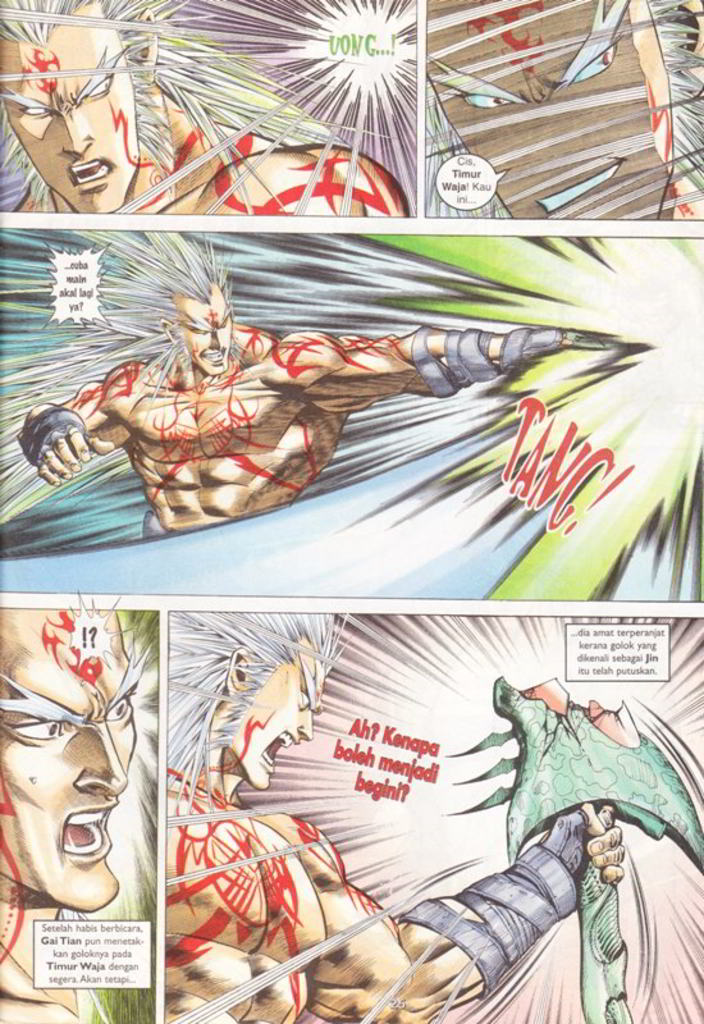 UONG...!
Cis,
Timur
Waja! Kau
ini...
...cuba
main
akal lagi
ya?
TANG!
!?
Setelah habis berbicara,
Gai Tian pun menetak-
kan goloknya pada
Timur Waja dengan
segera. Akan tetapi...
...dia amat terperanjat
kerana golok yang
dikenali sebagai Jin
itu telah putuskan.
Ah? Kenapa
boleh menjadi
begini?
25